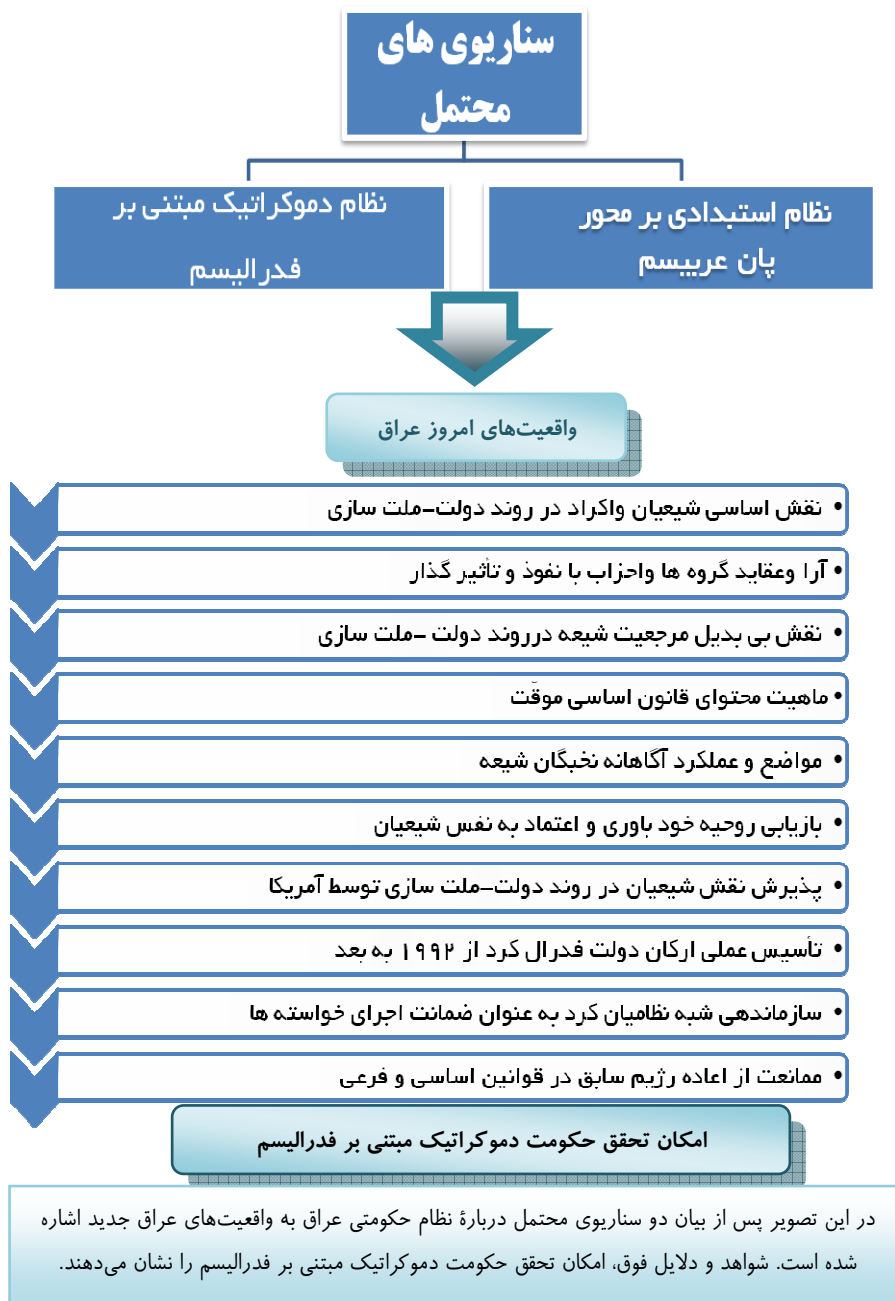 سناریوی های
محتمل
نظام استبدادی بر محور
پان عربیسم
نظام دموکراتیک مبتنی بر
فدرالیسم
واقعیت‌های امروز عراق
• نقش اساسی شیعیان واکراد در روند دولت-ملت سازی
• آرا وعقاید گروه ها واحزاب با نفوذ و تأثیر گذار
• نقش بی بدیل مرجعیت شیعه درروند دولت -ملت سازی
• ماهیت محتوای قانون اساسی موقّت
• مواضع و عملکرد آگاهانه نخبگان شیعه
• بازیابی روحیه خود باوری و اعتماد به نفس شیعیان
• پذیرش نقش شیعیان در روند دولت-ملت سازی توسط آمریکا
• تأسیس عملی ارکان دولت فدرال کرد از ۱۹۹۲ به بعد
• سازماندهی شبه نظامیان کرد به عنوان ضمانت اجرای خواسته ها
• ممانعت از اعاده رژیم سابق در قوانین اساسی و فرعی
امکان تحقق حکومت دموکراتیک مبتنی بر فدرالیسم
در این تصویر پس از بیان دو سناریوی محتمل دربارهٔ نظام حکومتی عراق به واقعیت‌های عراق جدید اشاره
شده است. شواهد و دلایل فوق، امکان تحقق حکومت دموکراتیک مبتنی بر فدرالیسم را نشان می‌دهند.